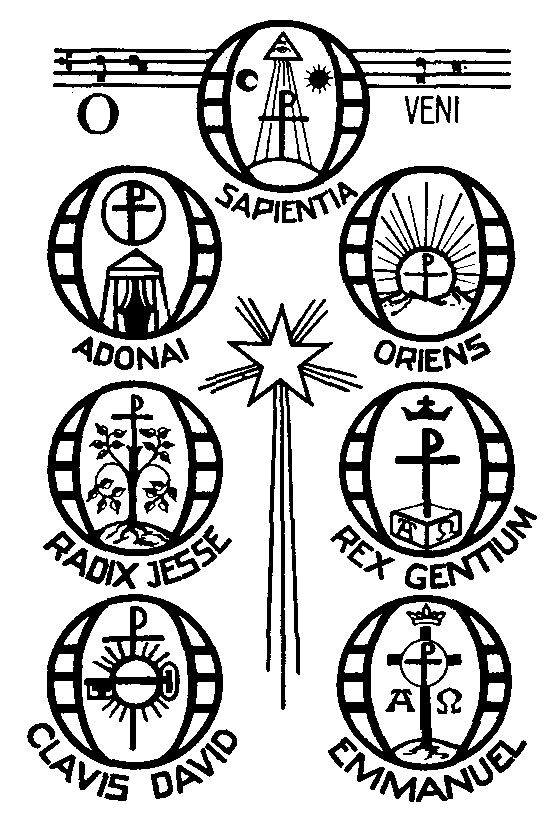 O VENI
SAPIENTIA
ADONAI
ORIENS
RADIX JESSE
REX GENTIUM
A Ω
CLAVIS DAVID
A Ω
EMMANUEL